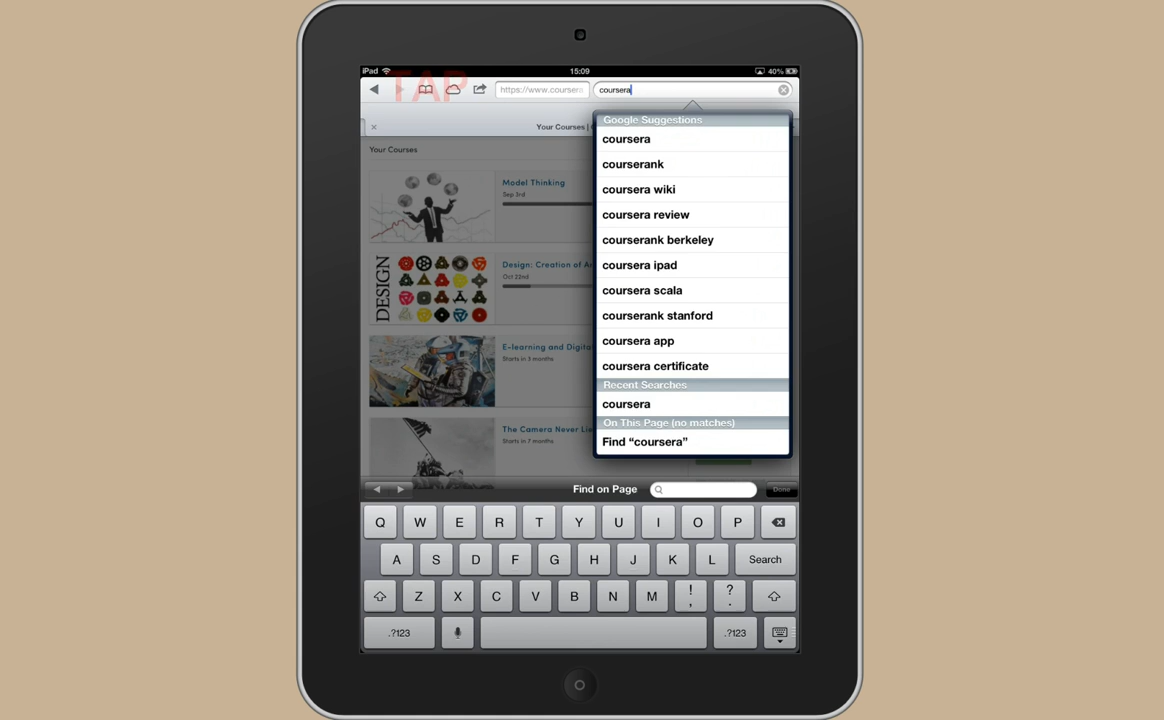 iPad 15:09 40%
TAP
https://www.coursera coursera
Your Courses |
Your Courses
Model Thinking
Sep 3rd
DESIGN
Design: Creation of Ar
Oct 22nd
E-learning and Digita
Starts in 3 months
The Camera Never Lie
Starts in 7 months
Google Suggestions
coursera
courserank
coursera wiki
coursera review
courserank berkeley
coursera ipad
coursera scala
courserank stanford
coursera app
coursera certificate
Recent Searches
coursera
On This Page (no matches)
Find “coursera”
Find on Page Done
Q W E R T Y U I O P
A S D F G H J K L Search
Z X C V B N M ! , ? .
.?123 .?123